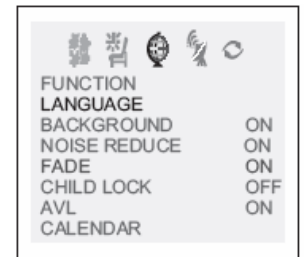 FUNCTION
LANGUAGE
BACKGROUND ON
NOISE REDUCE ON
FADE ON
CHILD LOCK OFF
AVL ON
CALENDAR